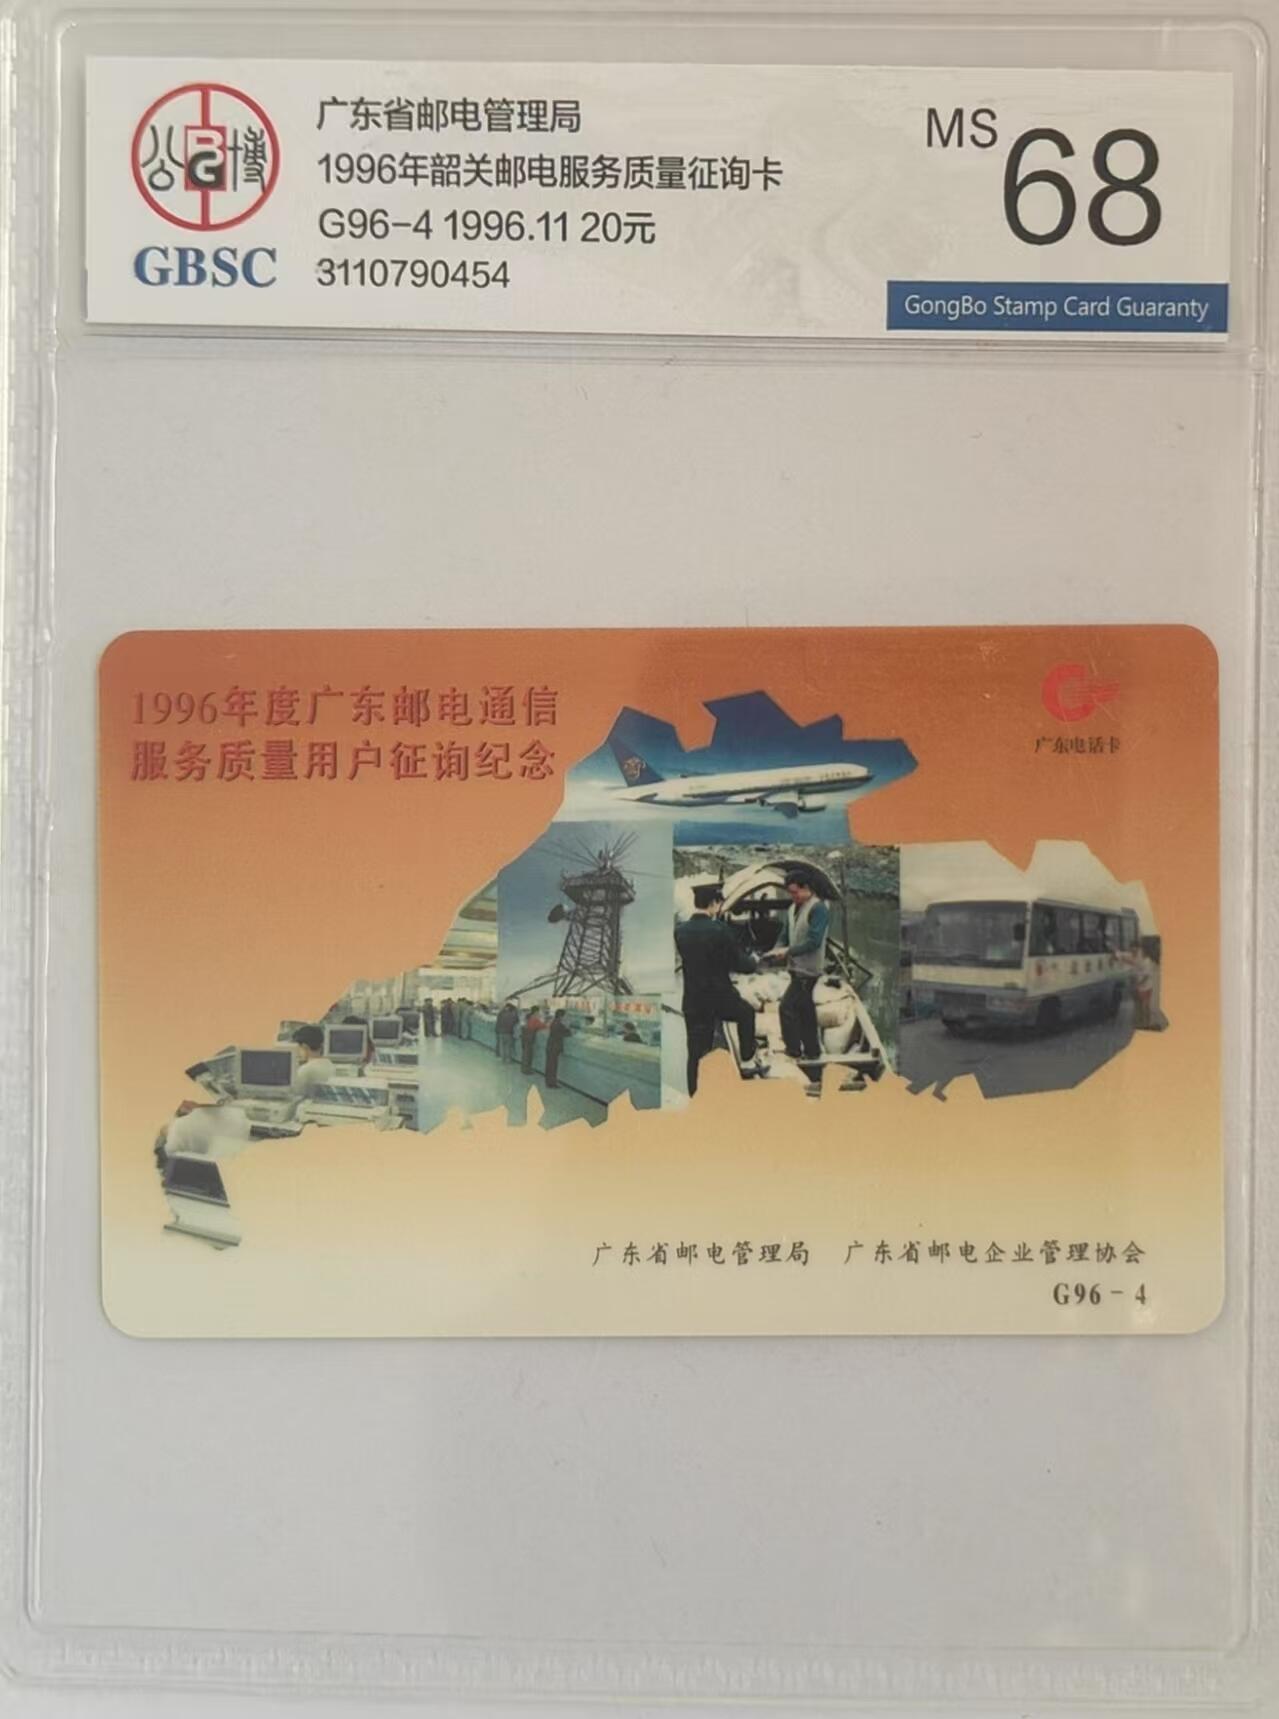 公博
BG
GBSC
广东省邮电管理局
1996年韶关邮电服务质量征询卡
G96-4 1996.11 20元
3110790454
MS 68
GongBo Stamp Card Guaranty
1996年度广东邮电通信
服务质量用户征询纪念
广东电话卡
广东省邮电管理局 广东省邮电企业管理协会
G96-4